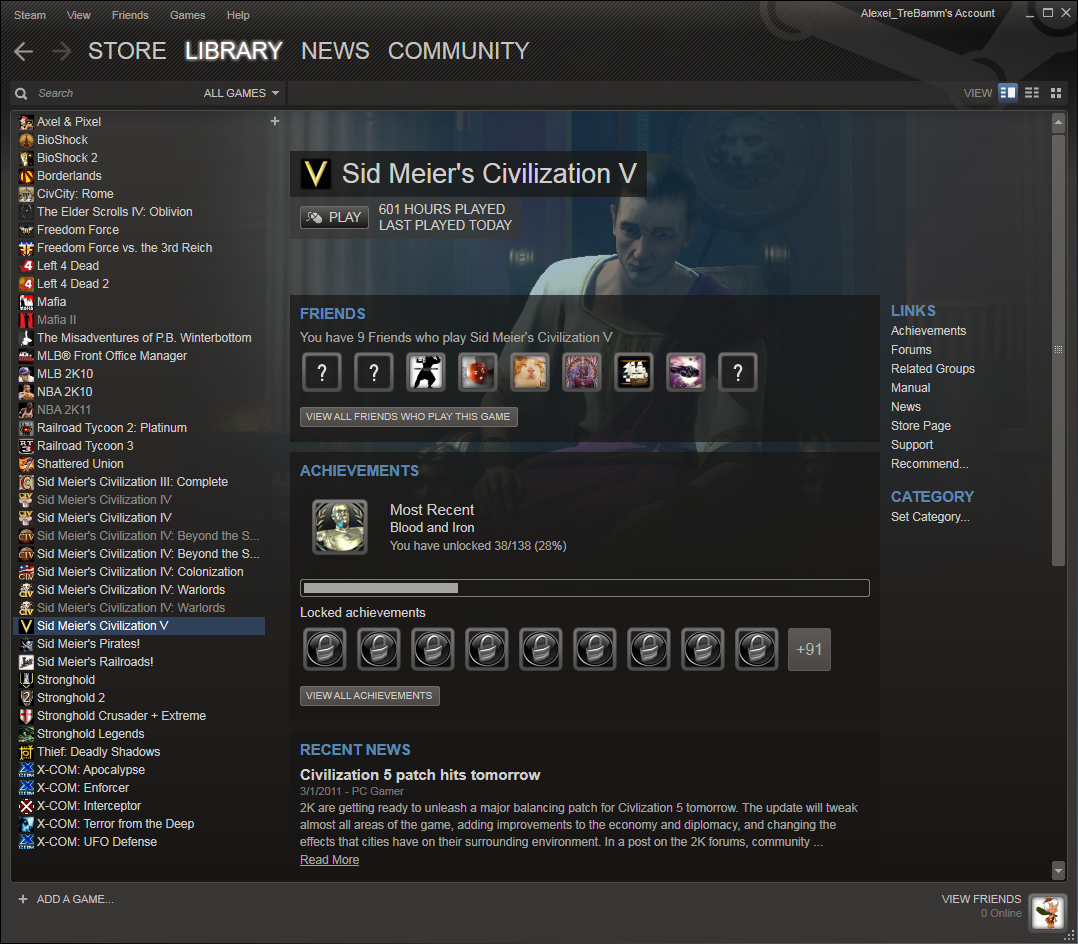 Steam View Friends Games Help Alexei_TreBamm's Account
STORE LIBRARY NEWS COMMUNITY
Search ALL GAMES VIEW
Axel & Pixel
BioShock
BioShock 2
Borderlands
CivCity: Rome
The Elder Scrolls IV: Oblivion
Freedom Force
Freedom Force vs. the 3rd Reich
Left 4 Dead
Left 4 Dead 2
Mafia
Mafia II
The Misadventures of P.B. Winterbottom
MLB® Front Office Manager
MLB 2K10
NBA 2K10
NBA 2K11
Railroad Tycoon 2: Platinum
Railroad Tycoon 3
Shattered Union
Sid Meier's Civilization III: Complete
Sid Meier's Civilization IV
Sid Meier's Civilization IV
Sid Meier's Civilization IV: Beyond the S...
Sid Meier's Civilization IV: Beyond the S...
Sid Meier's Civilization IV: Colonization
Sid Meier's Civilization IV: Warlords
Sid Meier's Civilization IV: Warlords
Sid Meier's Civilization V
Sid Meier's Pirates!
Sid Meier's Railroads!
Stronghold
Stronghold 2
Stronghold Crusader + Extreme
Stronghold Legends
Thief: Deadly Shadows
X-COM: Apocalypse
X-COM: Enforcer
X-COM: Interceptor
X-COM: Terror from the Deep
X-COM: UFO Defense
V Sid Meier's Civilization V
PLAY
601 HOURS PLAYED
LAST PLAYED TODAY
FRIENDS
You have 9 Friends who play Sid Meier's Civilization V
? ? ?
VIEW ALL FRIENDS WHO PLAY THIS GAME
ACHIEVEMENTS
Most Recent
Blood and Iron
You have unlocked 38/138 (28%)
Locked achievements
+91
VIEW ALL ACHIEVEMENTS
RECENT NEWS
Civilization 5 patch hits tomorrow
3/1/2011 - PC Gamer
2K are getting ready to unleash a major balancing patch for Civlization 5 tomorrow. The update will tweak
almost all areas of the game, adding improvements to the economy and diplomacy, and changing the
effects that cities have on their surrounding environment. In a post on the 2K forums, community ...
Read More
LINKS
Achievements
Forums
Related Groups
Manual
News
Store Page
Support
Recommend...
CATEGORY
Set Category...
+ ADD A GAME...
VIEW FRIENDS
0 Online